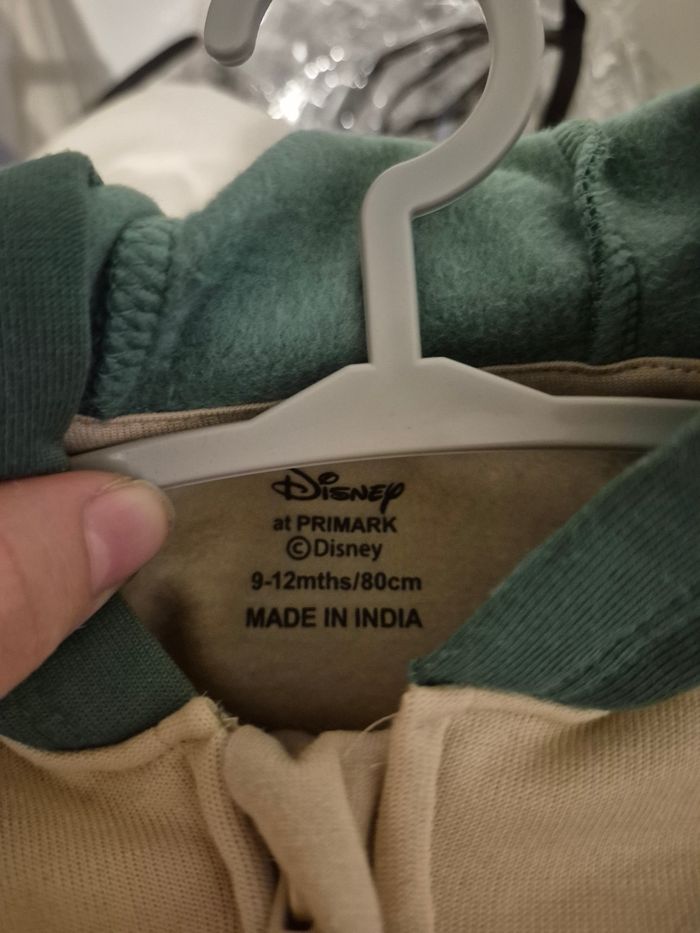 Disney
at PRIMARK
©Disney
9-12mths/80cm
MADE IN INDIA